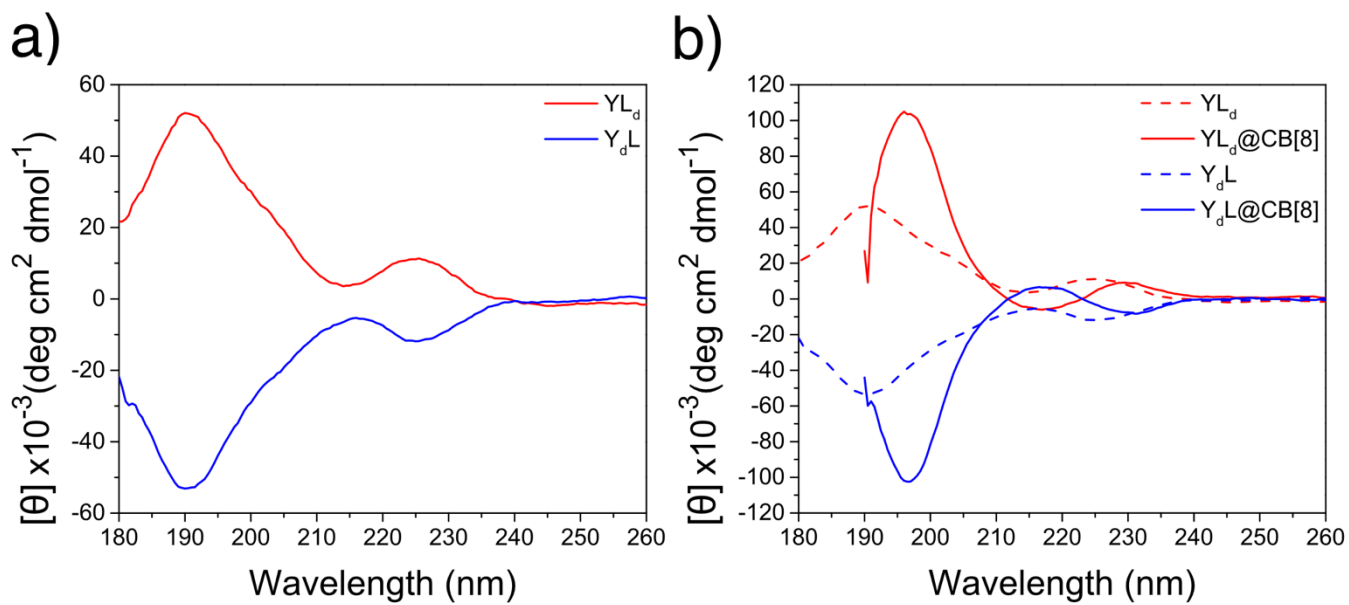 a)
60
40
20
0
-20
-40
-60
180 190 200 210 220 230 240 250 260
[θ] x10⁻³(deg cm² dmol⁻¹)
Wavelength (nm)
YL_d
Y_dL
b)
120
100
80
60
40
20
0
-20
-40
-60
-80
-100
-120
180 190 200 210 220 230 240 250 260
[θ] x10⁻³(deg cm² dmol⁻¹)
Wavelength (nm)
YL_d
YL_d@CB[8]
Y_dL
Y_dL@CB[8]